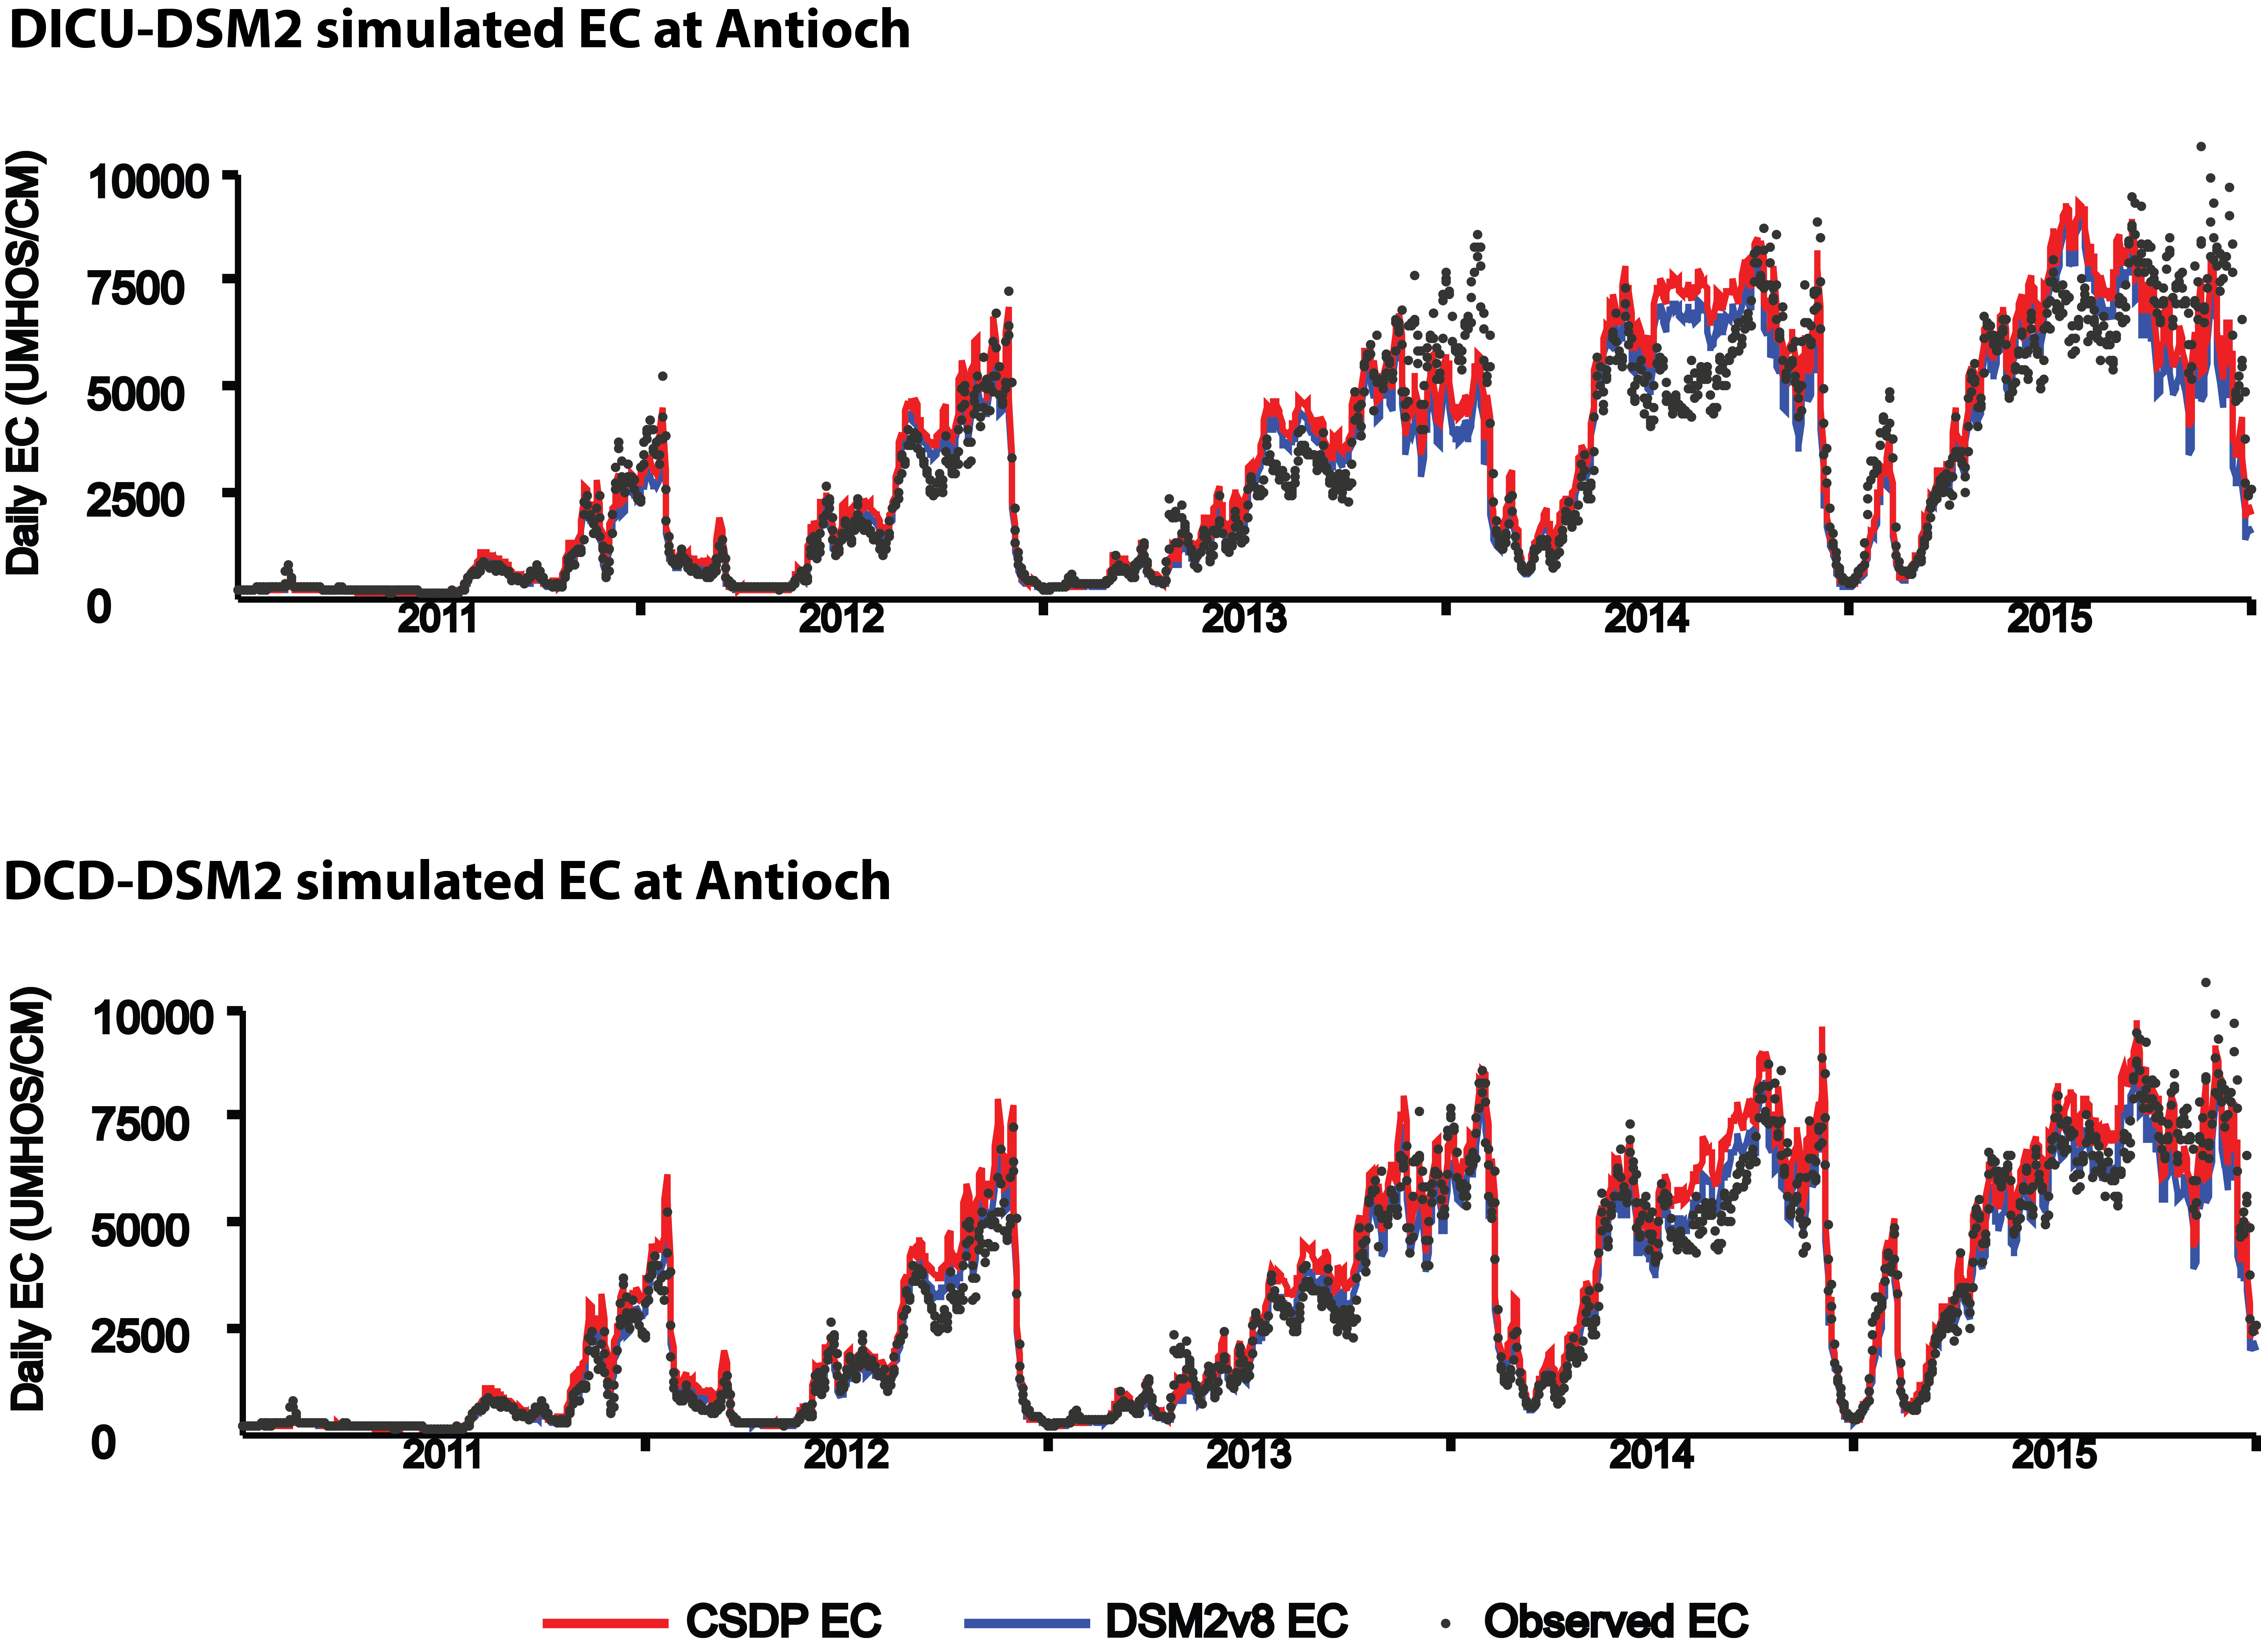 DICU-DSM2 simulated EC at Antioch
Daily EC (UMHOS/CM)
10000
7500
5000
2500
0
2011 2012 2013 2014 2015
DCD-DSM2 simulated EC at Antioch
Daily EC (UMHOS/CM)
10000
7500
5000
2500
0
2011 2012 2013 2014 2015
CSDP EC DSM2v8 EC Observed EC